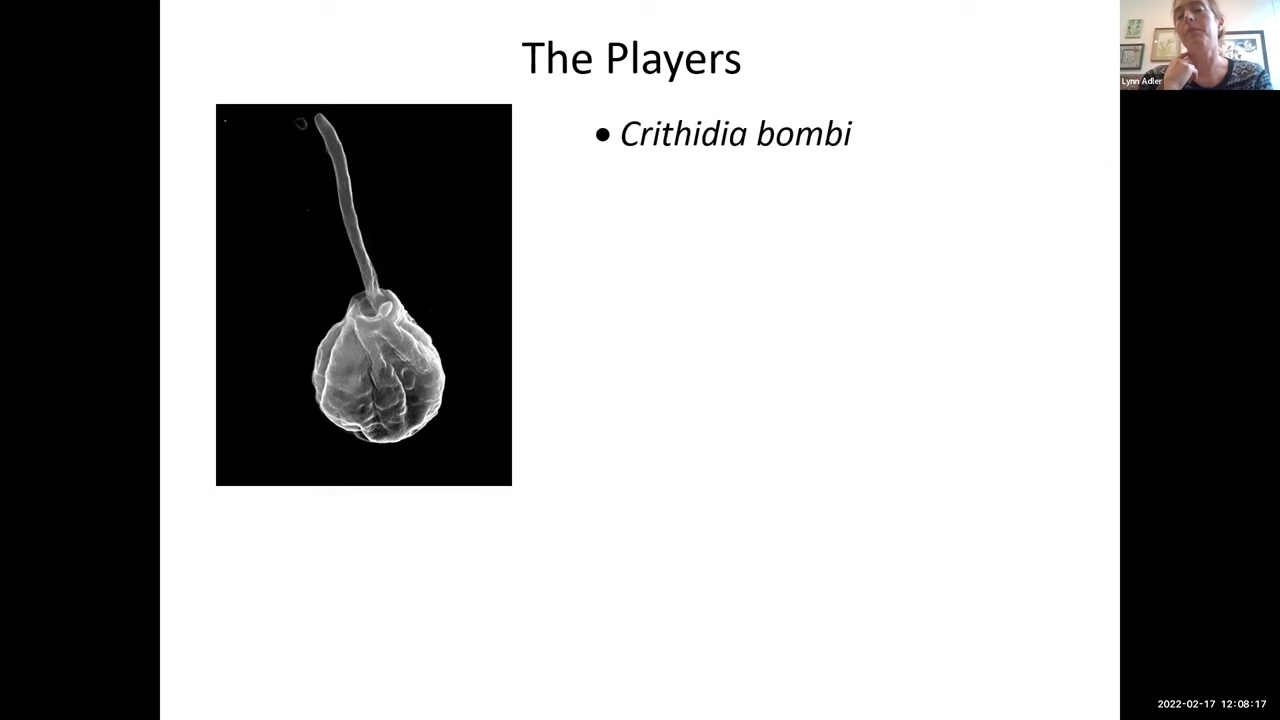 The Players
• Crithidia bombi
Lynn Adler
2022-02-17 12:08:17